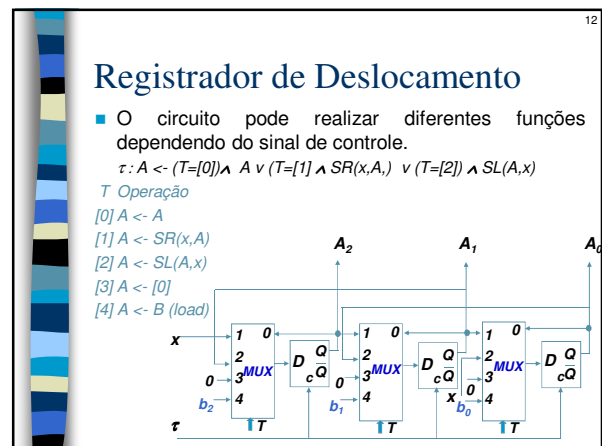 12
Registrador de Deslocamento
O circuito pode realizar diferentes funções
dependendo do sinal de controle.
τ : A <- (T=[0])∧ A v (T=[1] ∧ SR(x,A,) v (T=[2]) ∧ SL(A,x)
T Operação
[0] A <- A
[1] A <- SR(x,A)
[2] A <- SL(A,x)
[3] A <- [0]
[4] A <- B (load)
A2 A1 A0
x 1 0 1 0 1 0
2 D Q 2 D Q 2 D Q
0 3 MUX c Q̅ 0 3 MUX c Q̅ 0 3 MUX c Q̅
b2 4 b1 4 x b0 4
τ T T T